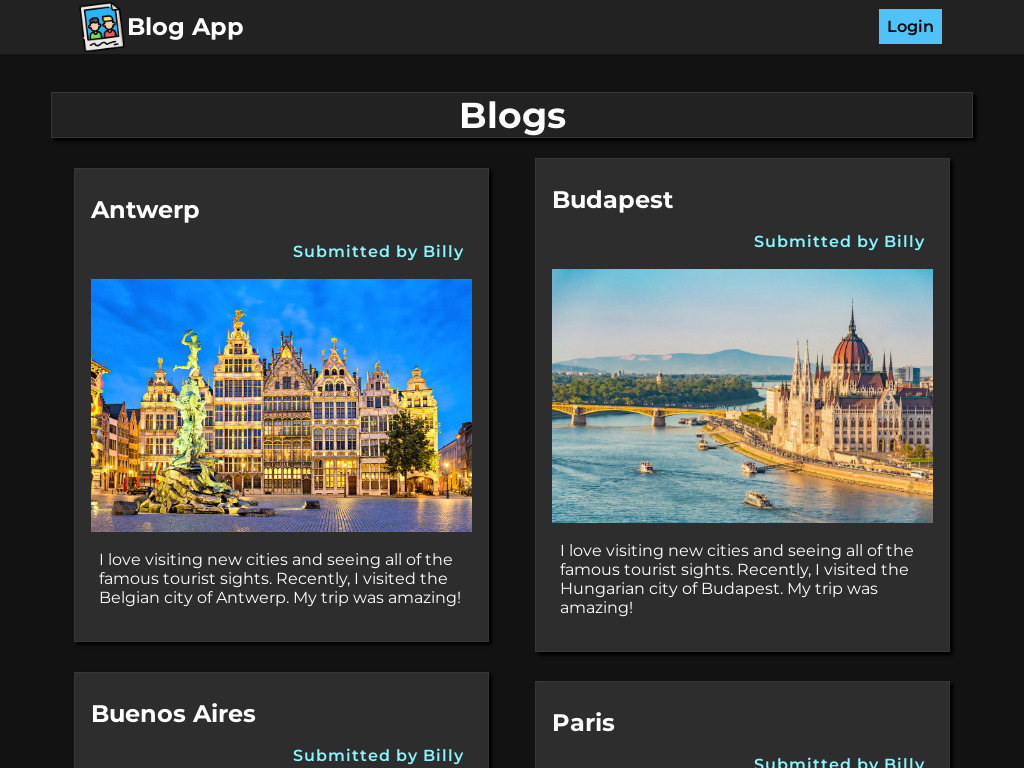 Blog App
Login
Blogs
Antwerp
Submitted by Billy
I love visiting new cities and seeing all of the
famous tourist sights. Recently, I visited the
Belgian city of Antwerp. My trip was amazing!
Budapest
Submitted by Billy
I love visiting new cities and seeing all of the
famous tourist sights. Recently, I visited the
Hungarian city of Budapest. My trip was
amazing!
Buenos Aires
Submitted by Billy
Paris
Submitted by Billy